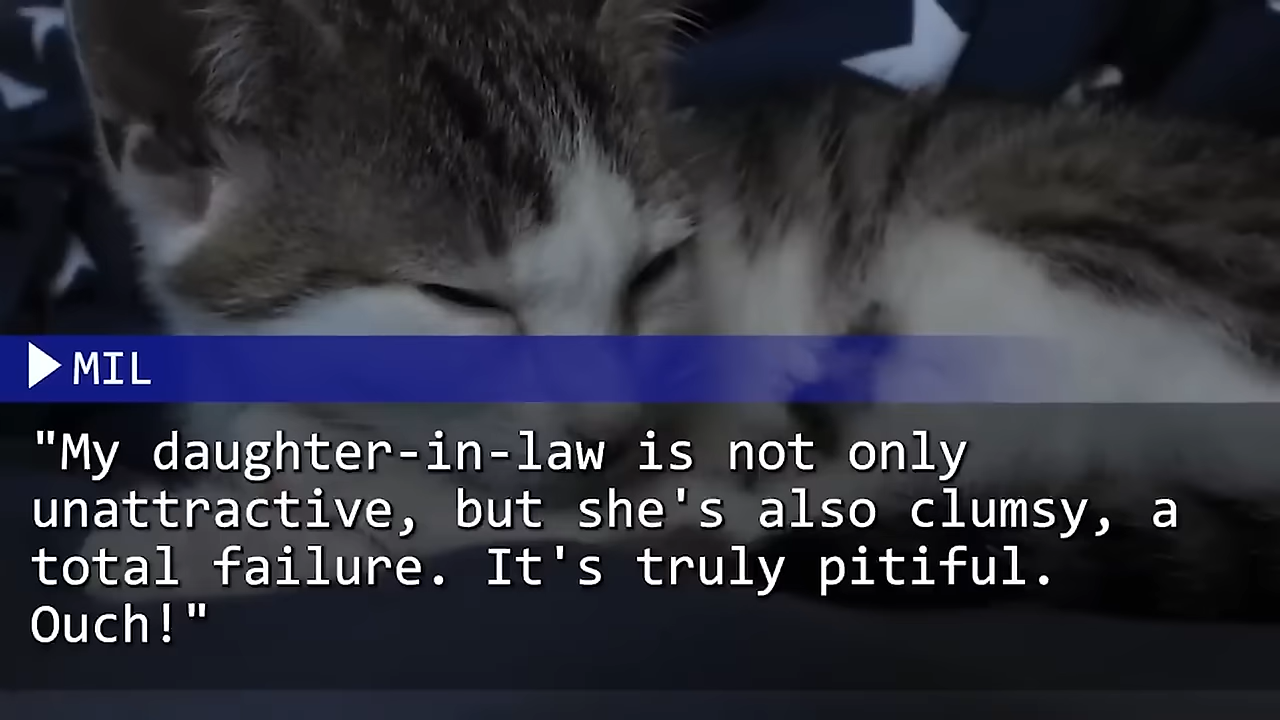 MIL
"My daughter-in-law is not only
unattractive, but she's also clumsy, a
total failure. It's truly pitiful.
Ouch!"